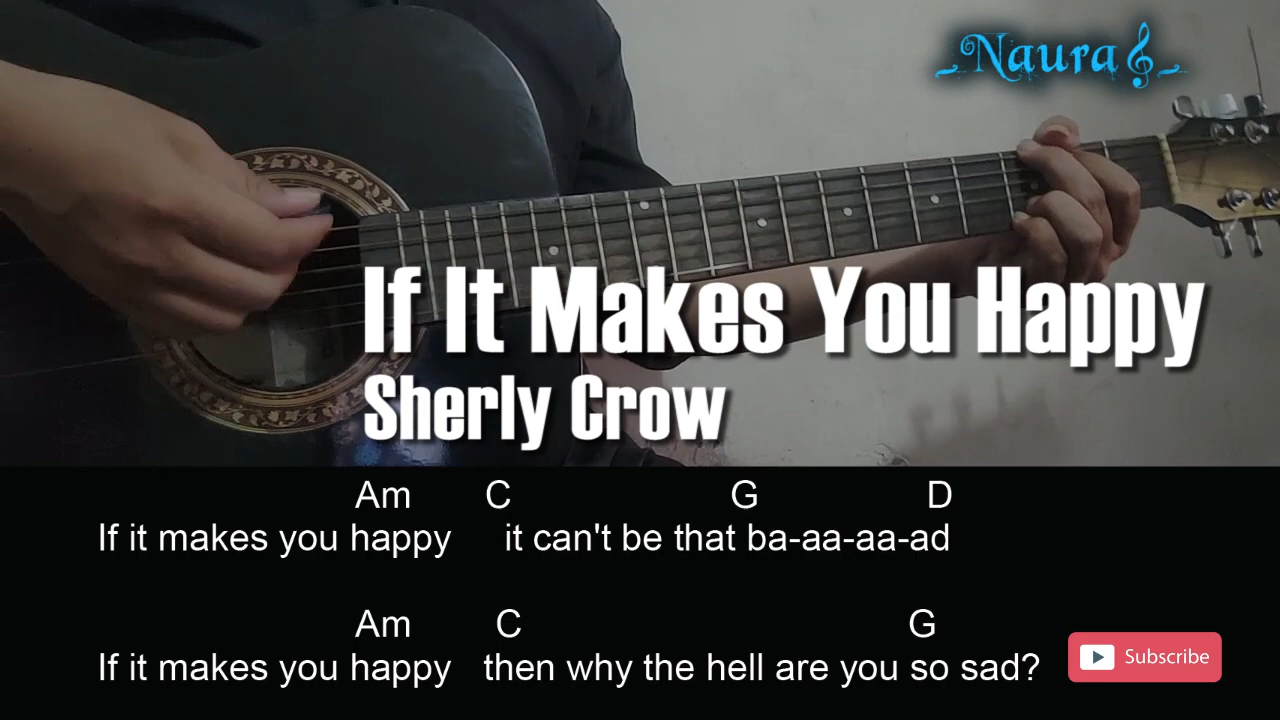 Naura
If It Makes You Happy
Sherly Crow
Am C G D
If it makes you happy it can't be that ba-aa-aa-ad
Am C G
If it makes you happy then why the hell are you so sad?
Subscribe